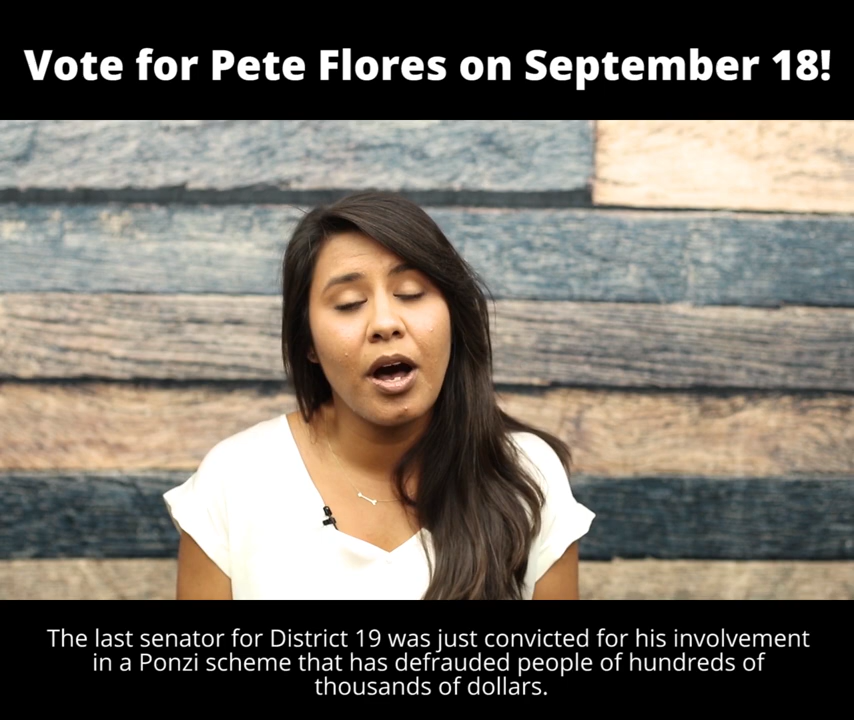 Vote for Pete Flores on September 18!
The last senator for District 19 was just convicted for his involvement
in a Ponzi scheme that has defrauded people of hundreds of
thousands of dollars.